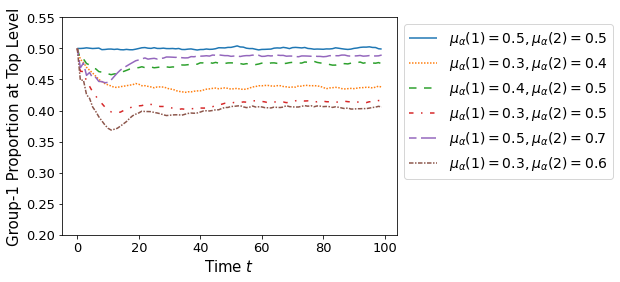 Group-1 Proportion at Top Level
0.55
0.50
0.45
0.40
0.35
0.30
0.25
0.20
0
20
40
60
80
100
Time t
μα(1) = 0.5, μα(2) = 0.5
μα(1) = 0.3, μα(2) = 0.4
μα(1) = 0.4, μα(2) = 0.5
μα(1) = 0.3, μα(2) = 0.5
μα(1) = 0.5, μα(2) = 0.7
μα(1) = 0.3, μα(2) = 0.6